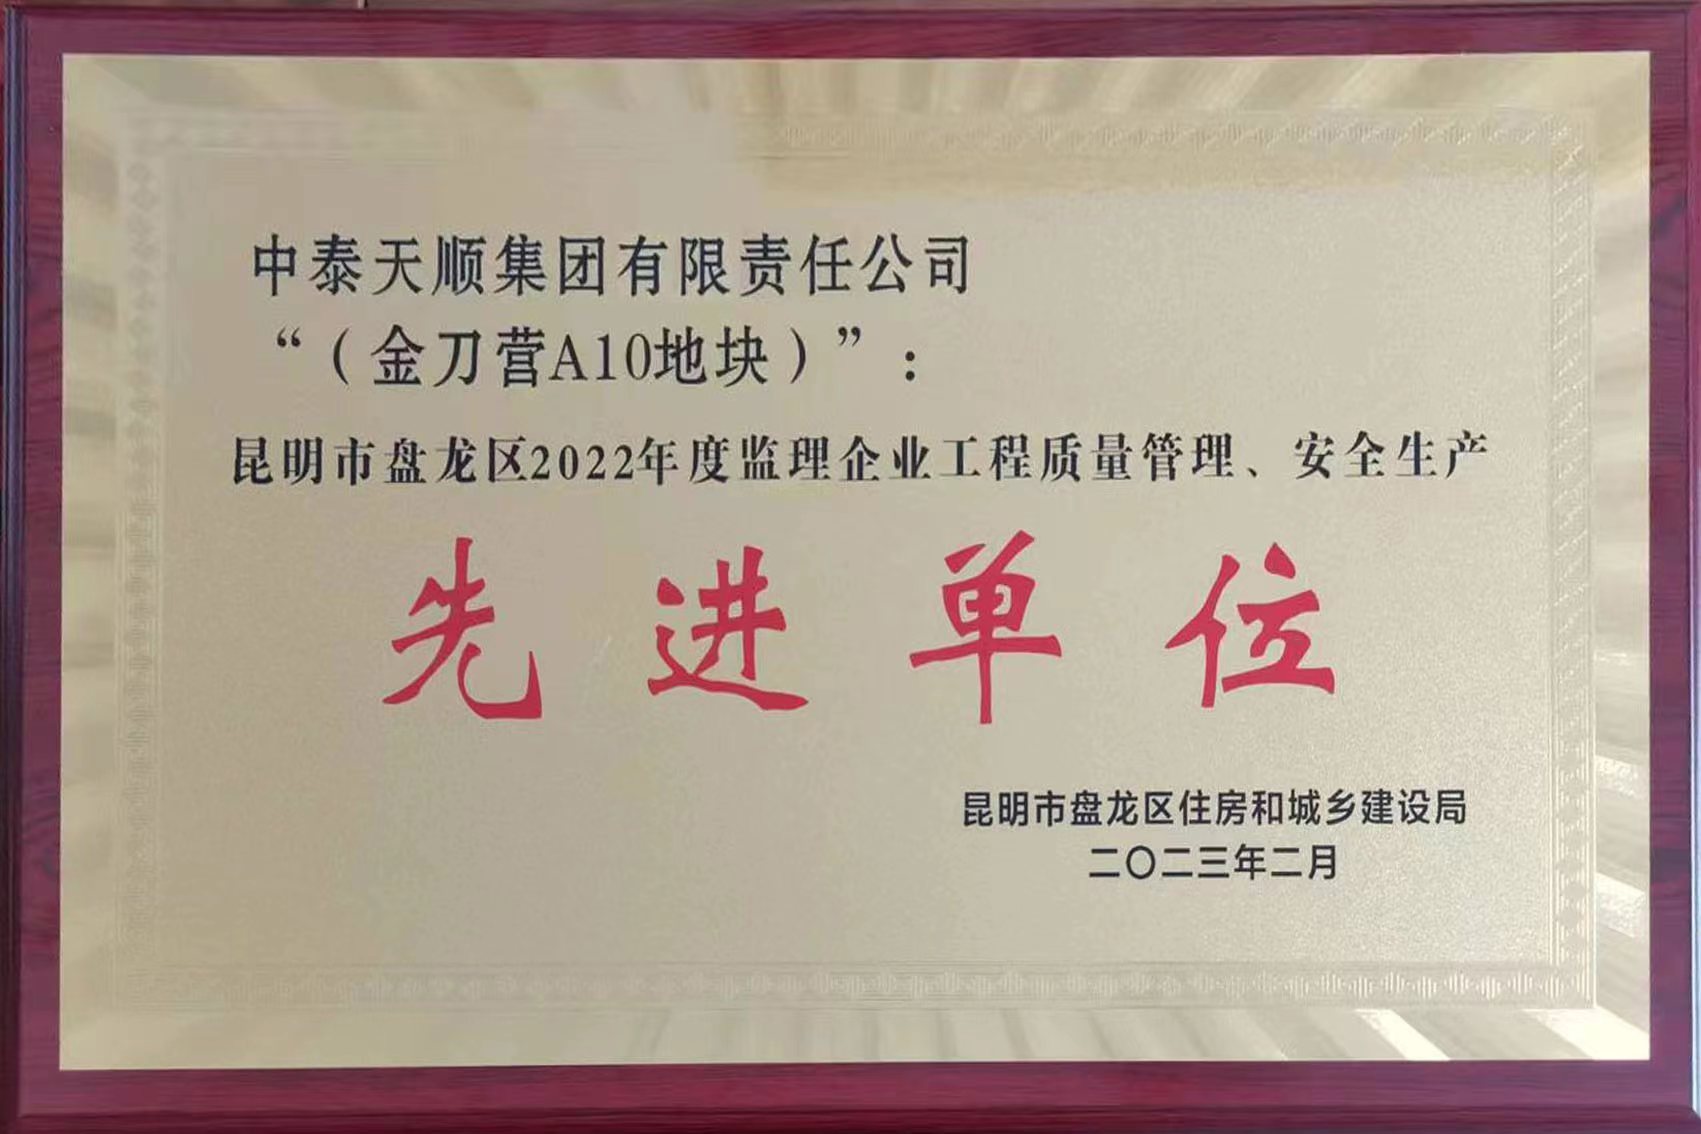 中泰天顺集团有限责任公司
“（金刀营A10地块）”：
昆明市盘龙区2022年度监理企业工程质量管理、安全生产
先进单位
昆明市盘龙区住房和城乡建设局
二〇二三年二月